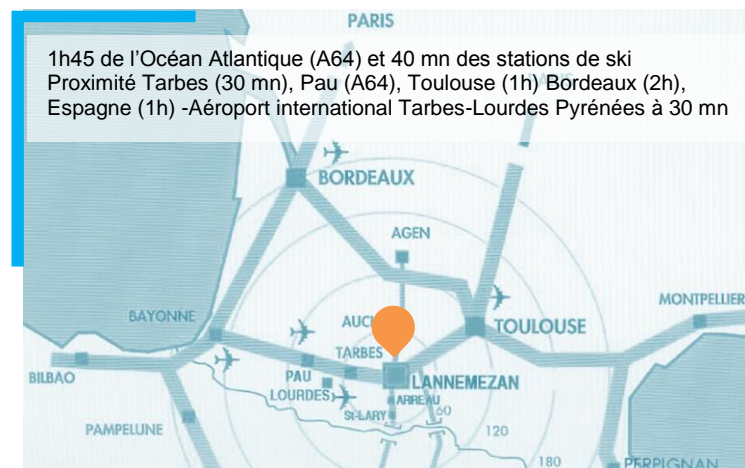 PARIS
1h45 de l’Océan Atlantique (A64) et 40 mn des stations de ski
Proximité Tarbes (30 mn), Pau (A64), Toulouse (1h) Bordeaux (2h),
Espagne (1h) -Aéroport international Tarbes-Lourdes Pyrénées à 30 mn
BORDEAUX
AGEN
MONTPELLIER
BAYONNE
TOULOUSE
TARBES
BILBAO
PAU
LANNEMEZAN
LOURDES
ARREAU
St-LARY
60
PAMPELUNE
120
180
PERPIGNAN